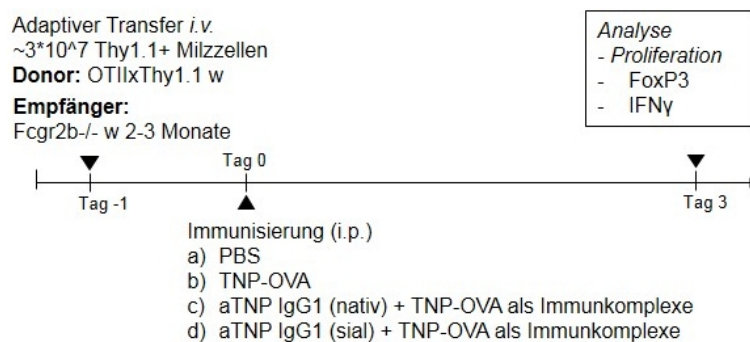 Adaptiver Transfer i.v.
~3*10^7 Thy1.1+ Milzzellen
Donor: OTIIxThy1.1 w
Empfänger:
Fcgr2b-/- w 2-3 Monate
Analyse
- Proliferation
- FoxP3
- IFNγ
Tag 0
Tag -1
Tag 3
Immunisierung (i.p.)
a) PBS
b) TNP-OVA
c) aTNP IgG1 (nativ) + TNP-OVA als Immunkomplexe
d) aTNP IgG1 (sial) + TNP-OVA als Immunkomplexe